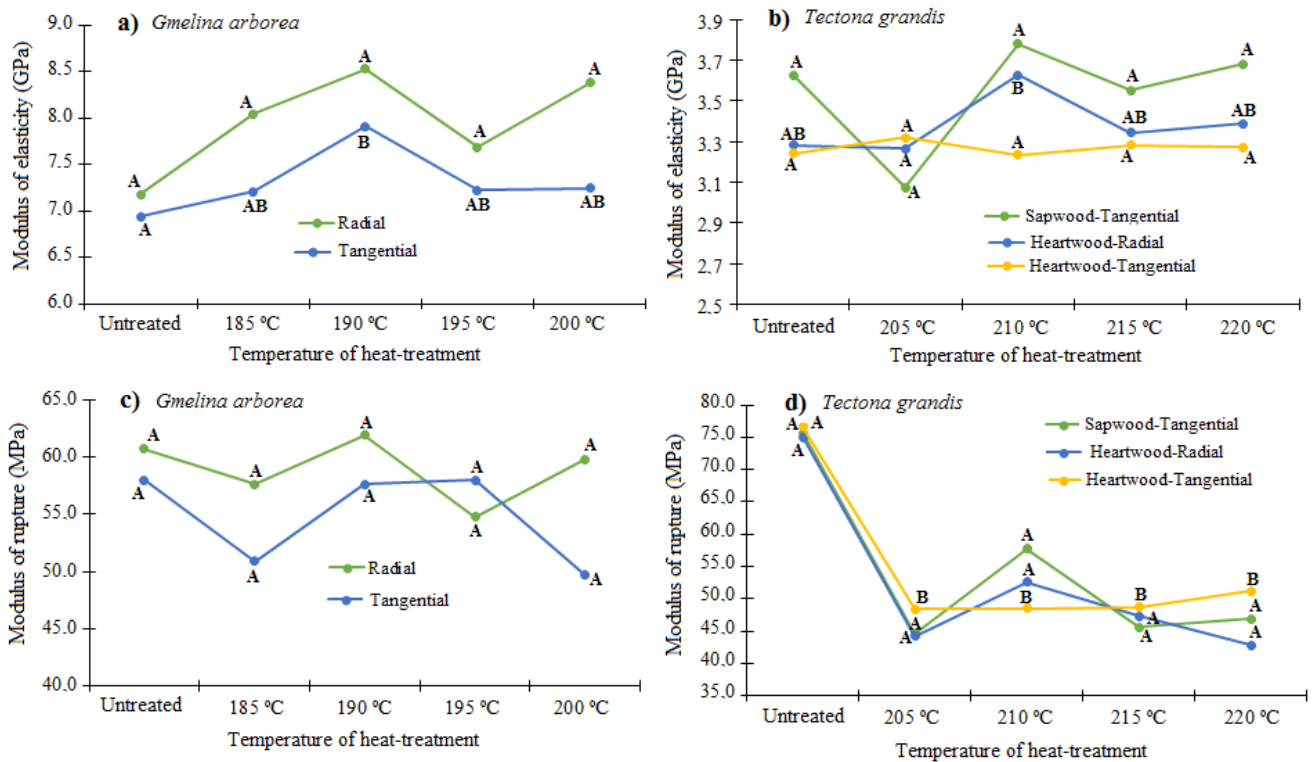 a) Gmelina arborea
Modulus of elasticity (GPa)
9.0
8.5
8.0
7.5
7.0
6.5
6.0
A
A
A
A
A
A
AB
B
AB
AB
Radial
Tangential
Untreated 185 ºC 190 ºC 195 ºC 200 ºC
Temperature of heat-treatment
b) Tectona grandis
Modulus of elasticity (GPa)
3.9
3.7
3.5
3.3
3.1
2.9
2.7
2.5
A
A
A
A
A
AB
A
B
AB
AB
A
A
A
A
A
Sapwood-Tangential
Heartwood-Radial
Heartwood-Tangential
Untreated 205 ºC 210 ºC 215 ºC 220 ºC
Temperature of heat-treatment
c) Gmelina arborea
Modulus of rupture (MPa)
65.0
60.0
55.0
50.0
45.0
40.0
A
A
A
A
A
A
A
A
A
A
Radial
Tangential
Untreated 185 ºC 190 ºC 195 ºC 200 ºC
Temperature of heat-treatment
d) Tectona grandis
Modulus of rupture (MPa)
80.0
75.0
70.0
65.0
60.0
55.0
50.0
45.0
40.0
35.0
A A
A
B
A
A
A
A
B
B
A
A
B
A
A
Sapwood-Tangential
Heartwood-Radial
Heartwood-Tangential
Untreated 205 ºC 210 ºC 215 ºC 220 ºC
Temperature of heat-treatment